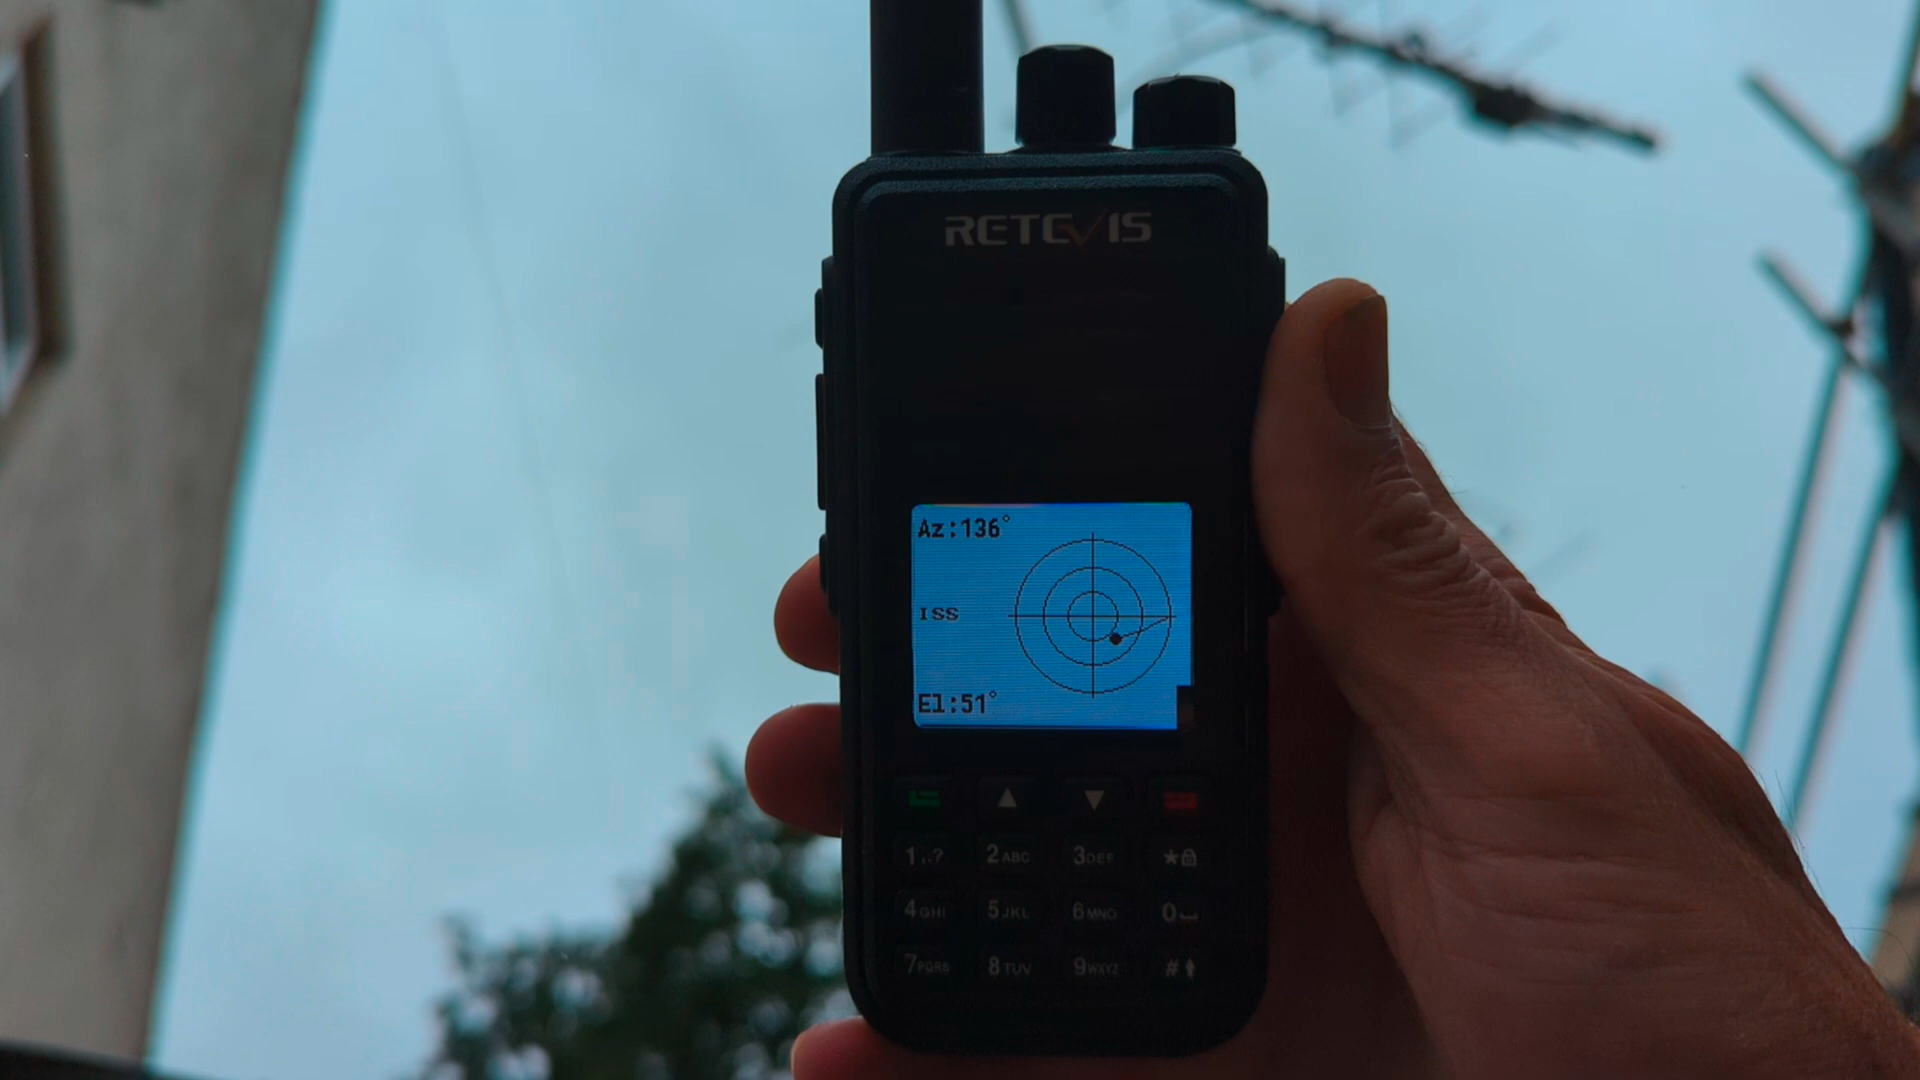 RETEVIS
Az:136°
ISS
El:51°
1..? 2ABC 3DEF *
4GHI 5JKL 6MNO 0
7PQRS 8TUV 9WXYZ #